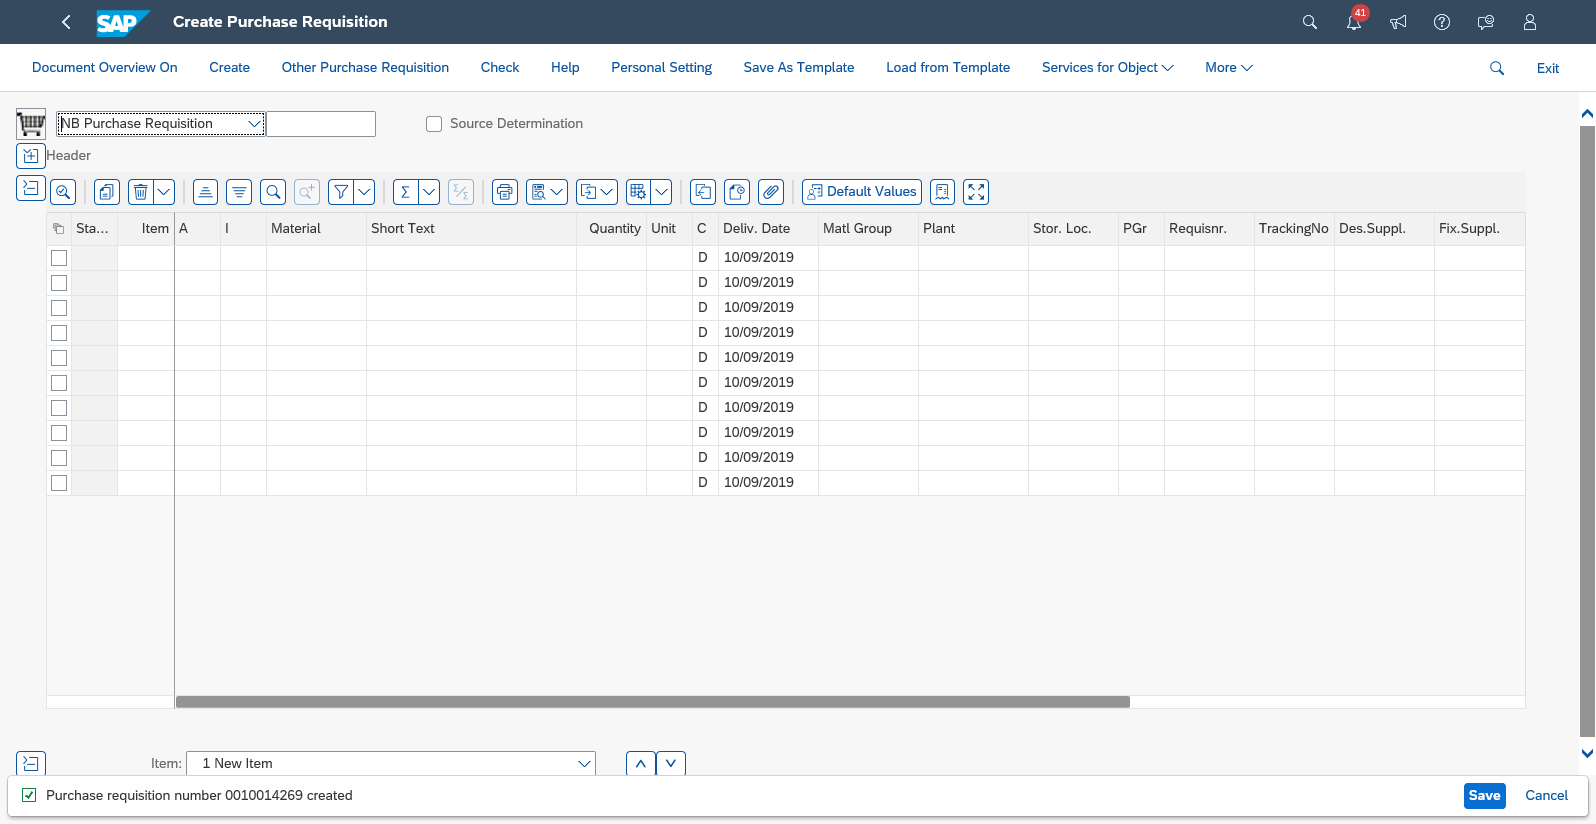 SAP Create Purchase Requisition 41
Document Overview On Create Other Purchase Requisition Check Help Personal Setting Save As Template Load from Template Services for Object More Exit
NB Purchase Requisition Source Determination
Header
Default Values
Sta... Item A I Material Short Text Quantity Unit C Deliv. Date Matl Group Plant Stor. Loc. PGr Requisnr. TrackingNo Des.Suppl. Fix.Suppl.
D 10/09/2019
D 10/09/2019
D 10/09/2019
D 10/09/2019
D 10/09/2019
D 10/09/2019
D 10/09/2019
D 10/09/2019
D 10/09/2019
D 10/09/2019
Item: 1 New Item
Purchase requisition number 0010014269 created Save Cancel